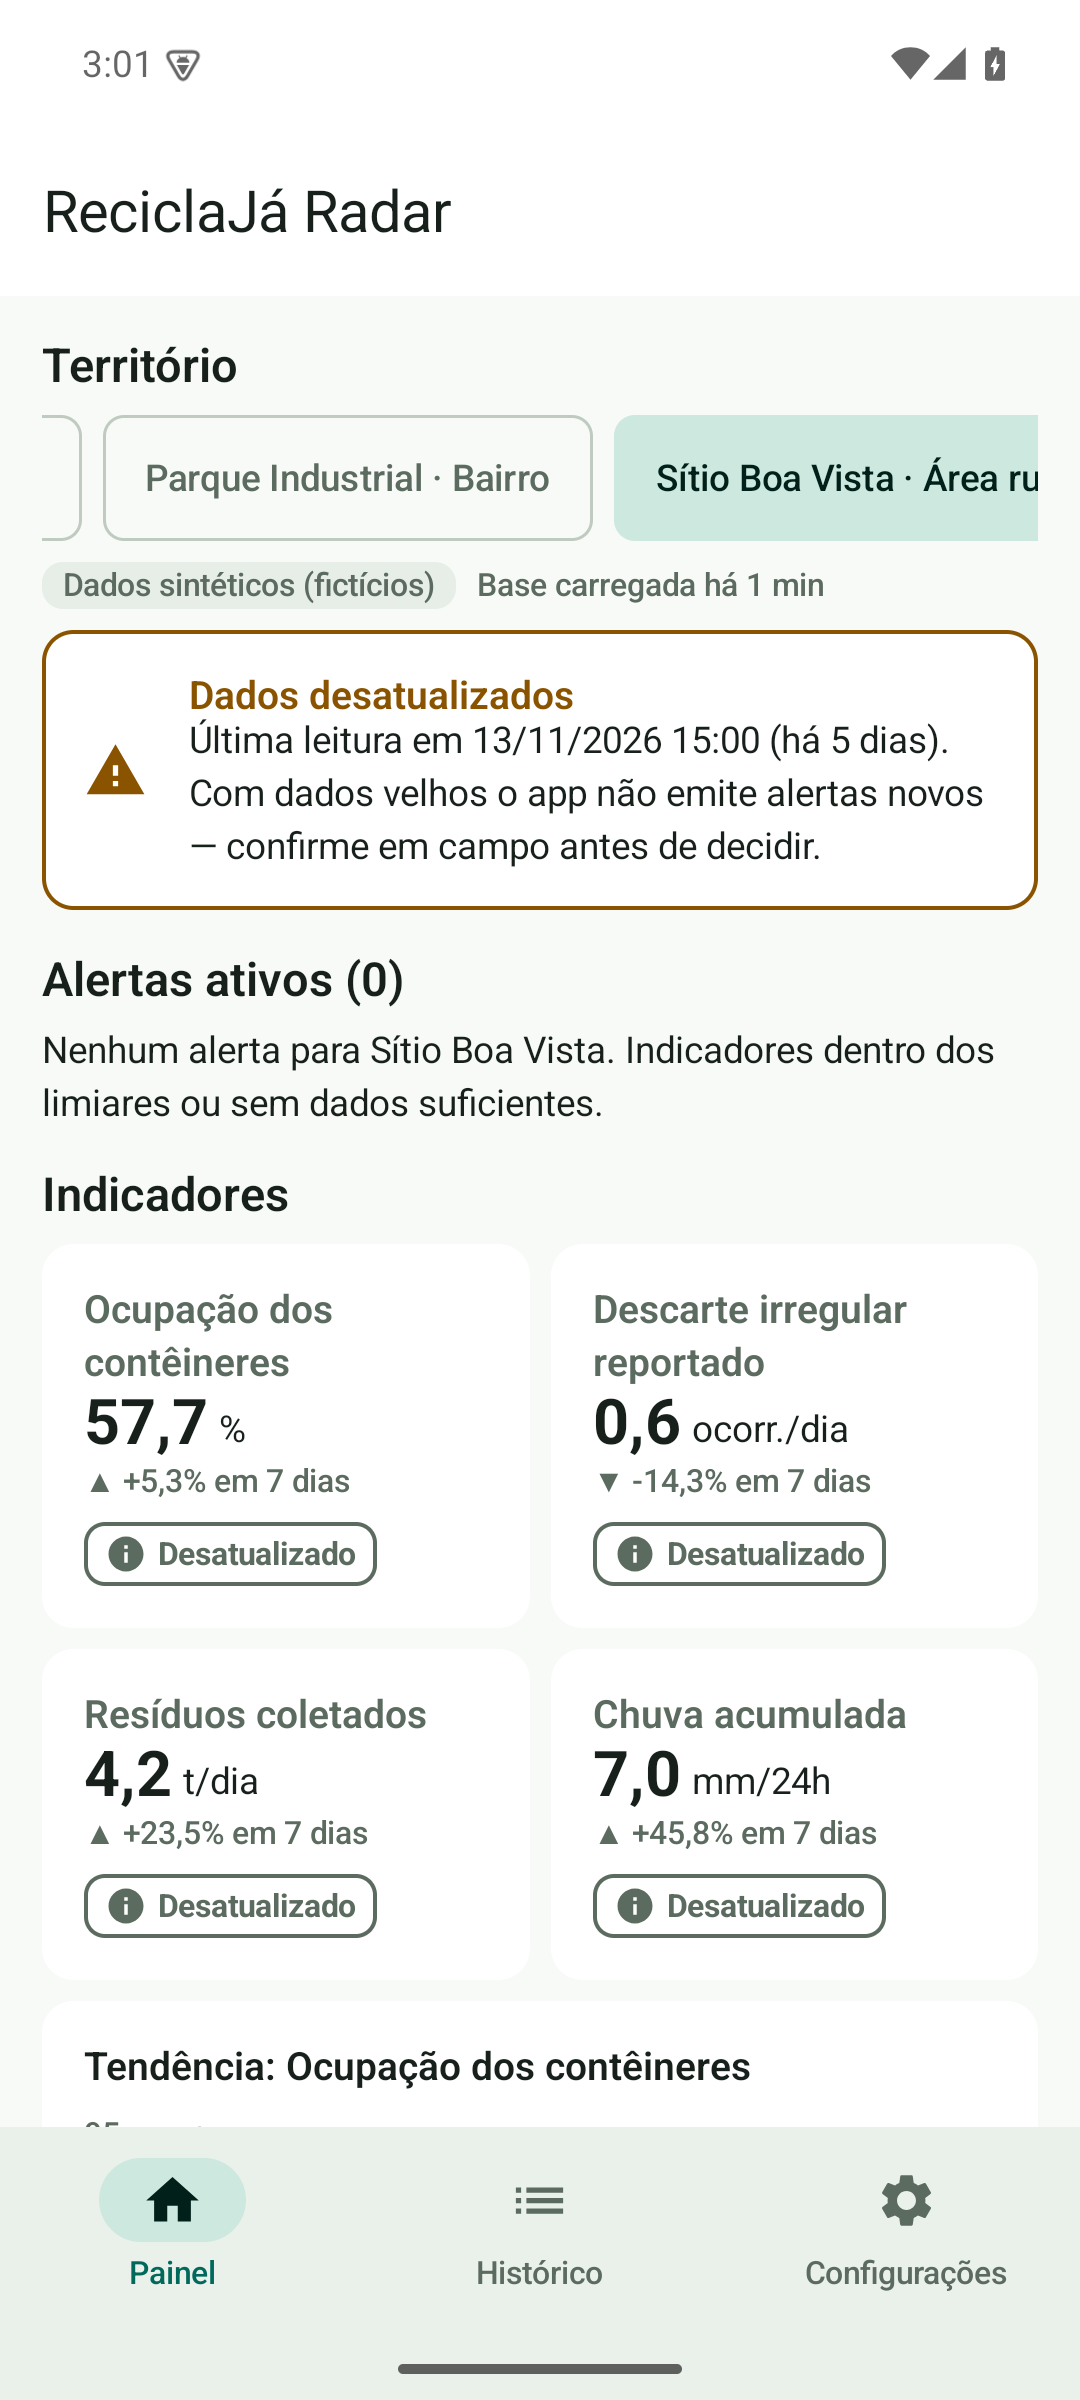 3:01
ReciclaJá Radar
Território
Parque Industrial · Bairro
Sítio Boa Vista · Área ru
Dados sintéticos (fictícios)
Base carregada há 1 min
Dados desatualizados
Última leitura em 13/11/2026 15:00 (há 5 dias).
Com dados velhos o app não emite alertas novos
— confirme em campo antes de decidir.
Alertas ativos (0)
Nenhum alerta para Sítio Boa Vista. Indicadores dentro dos
limiares ou sem dados suficientes.
Indicadores
Ocupação dos
contêineres
57,7 %
▲ +5,3% em 7 dias
Desatualizado
Descarte irregular
reportado
0,6 ocorr./dia
▼ -14,3% em 7 dias
Desatualizado
Resíduos coletados
4,2 t/dia
▲ +23,5% em 7 dias
Desatualizado
Chuva acumulada
7,0 mm/24h
▲ +45,8% em 7 dias
Desatualizado
Tendência: Ocupação dos contêineres
Painel
Histórico
Configurações